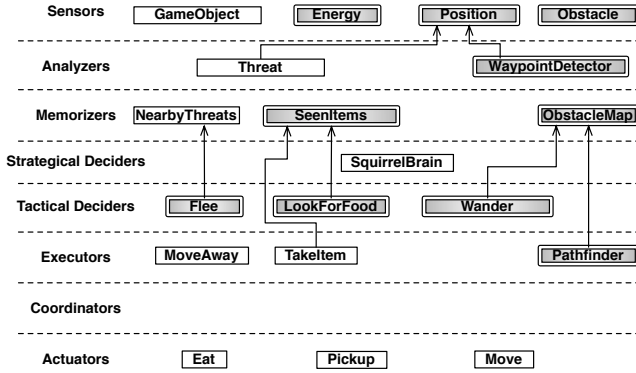 Sensors GameObject Energy Position Obstacle
Analyzers Threat WaypointDetector
Memorizers NearbyThreats SeenItems ObstacleMap
Strategical Deciders SquirrelBrain
Tactical Deciders Flee LookForFood Wander
Executors MoveAway TakeItem Pathfinder
Coordinators
Actuators Eat Pickup Move